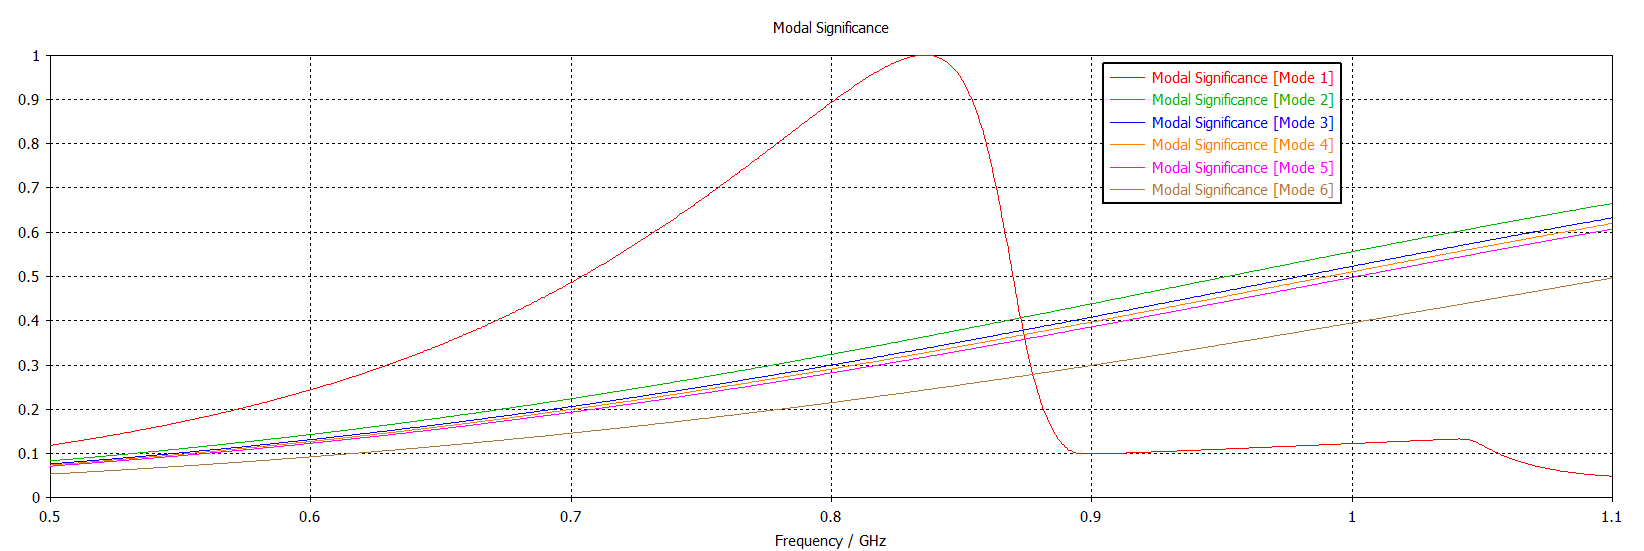 Modal Significance
1
0.9
0.8
0.7
0.6
0.5
0.4
0.3
0.2
0.1
0
Modal Significance [Mode 1]
Modal Significance [Mode 2]
Modal Significance [Mode 3]
Modal Significance [Mode 4]
Modal Significance [Mode 5]
Modal Significance [Mode 6]
0.5 0.6 0.7 0.8 0.9 1 1.1
Frequency / GHz